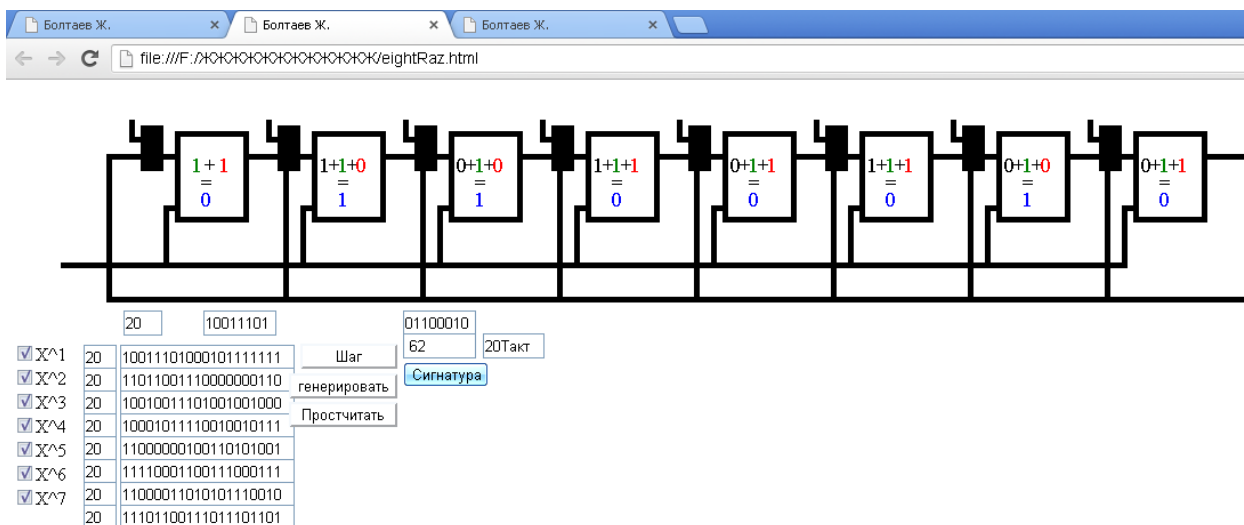 Болтаев Ж. × Болтаев Ж. × Болтаев Ж. ×
file:///F:/ЖЖЖЖЖЖЖЖЖЖЖЖ/eightRaz.html
1 + 1 1+1+0 0+1+0 1+1+1 0+1+1 1+1+1 0+1+0 0+1+1
= = = = = = = =
0 1 1 0 0 0 1 0
20 10011101 01100010
62 20Такт
X^1 20 10011101000101111111 Шаг
Сигнатура
X^2 20 11011001110000000110 генерировать
X^3 20 10010011101001001000
Простчитать
X^4 20 10001011110010010111
X^5 20 11000000100110101001
X^6 20 11110001100111000111
X^7 20 11000011010101110010
20 11101100111011101101